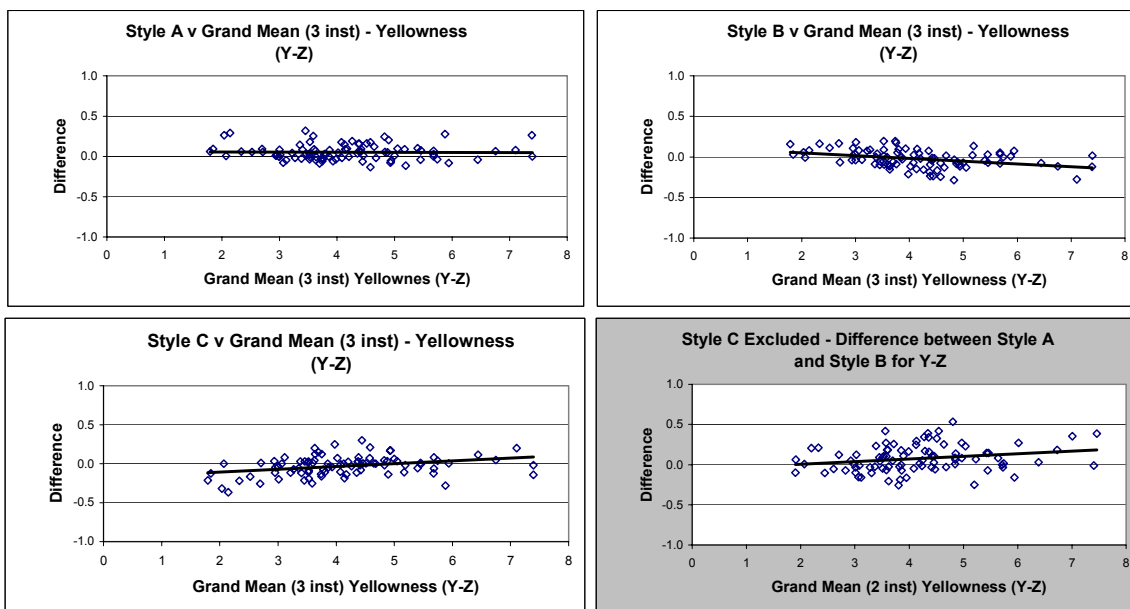 Style A v Grand Mean (3 inst) - Yellowness
(Y-Z)
1.0
0.5
0.0
-0.5
-1.0
Difference
0 1 2 3 4 5 6 7 8
Grand Mean (3 inst) Yellownes (Y-Z)
Style B v Grand Mean (3 inst) - Yellowness
(Y-Z)
1.0
0.5
0.0
-0.5
-1.0
Difference
0 1 2 3 4 5 6 7 8
Grand Mean (3 inst) Yellowness (Y-Z)
Style C v Grand Mean (3 inst) - Yellowness
(Y-Z)
1.0
0.5
0.0
-0.5
-1.0
Difference
0 1 2 3 4 5 6 7 8
Grand Mean (3 inst) Yellowness (Y-Z)
Style C Excluded - Difference between Style A
and Style B for Y-Z
1.0
0.5
0.0
-0.5
-1.0
Difference
0 1 2 3 4 5 6 7 8
Grand Mean (2 inst) Yellowness (Y-Z)